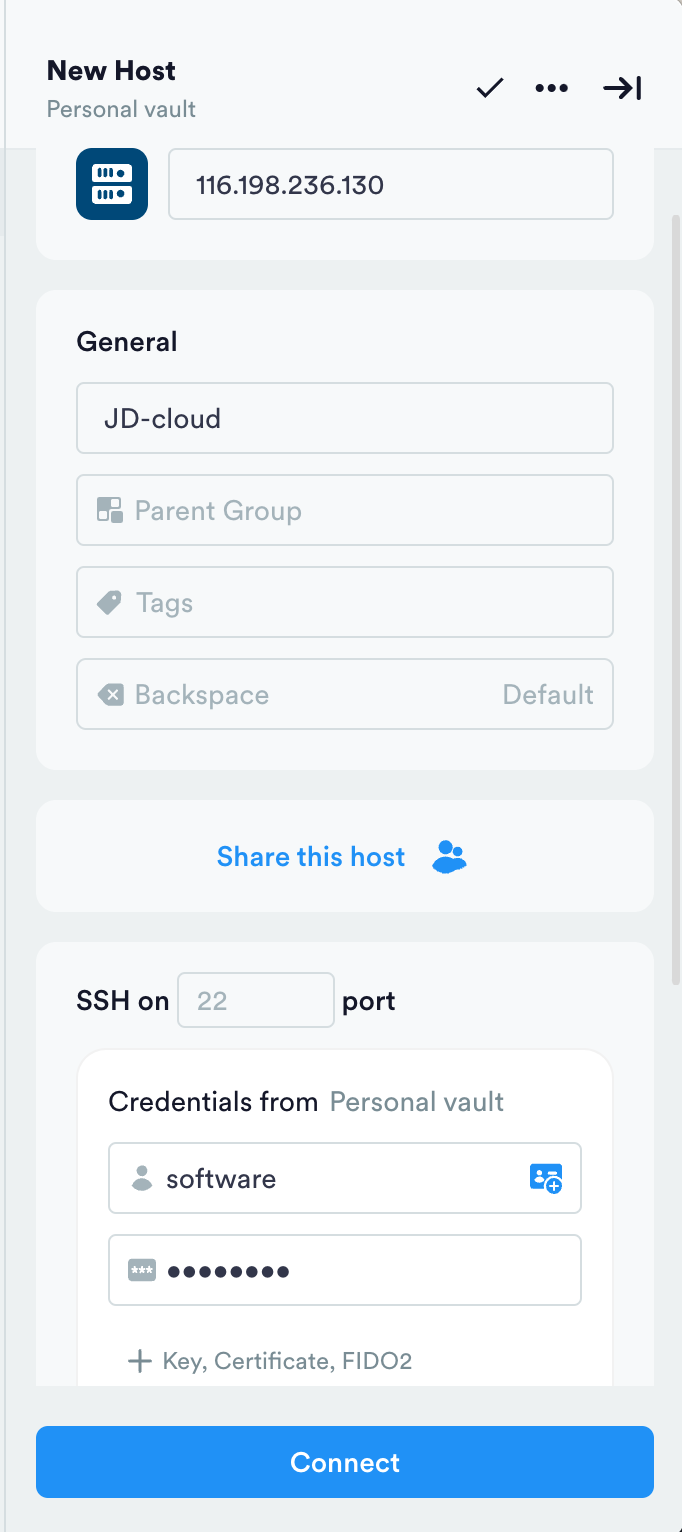 New Host
Personal vault
116.198.236.130
General
JD-cloud
Parent Group
Tags
Backspace Default
Share this host
SSH on 22 port
Credentials from Personal vault
software
***
••••••••
Key, Certificate, FIDO2
Connect